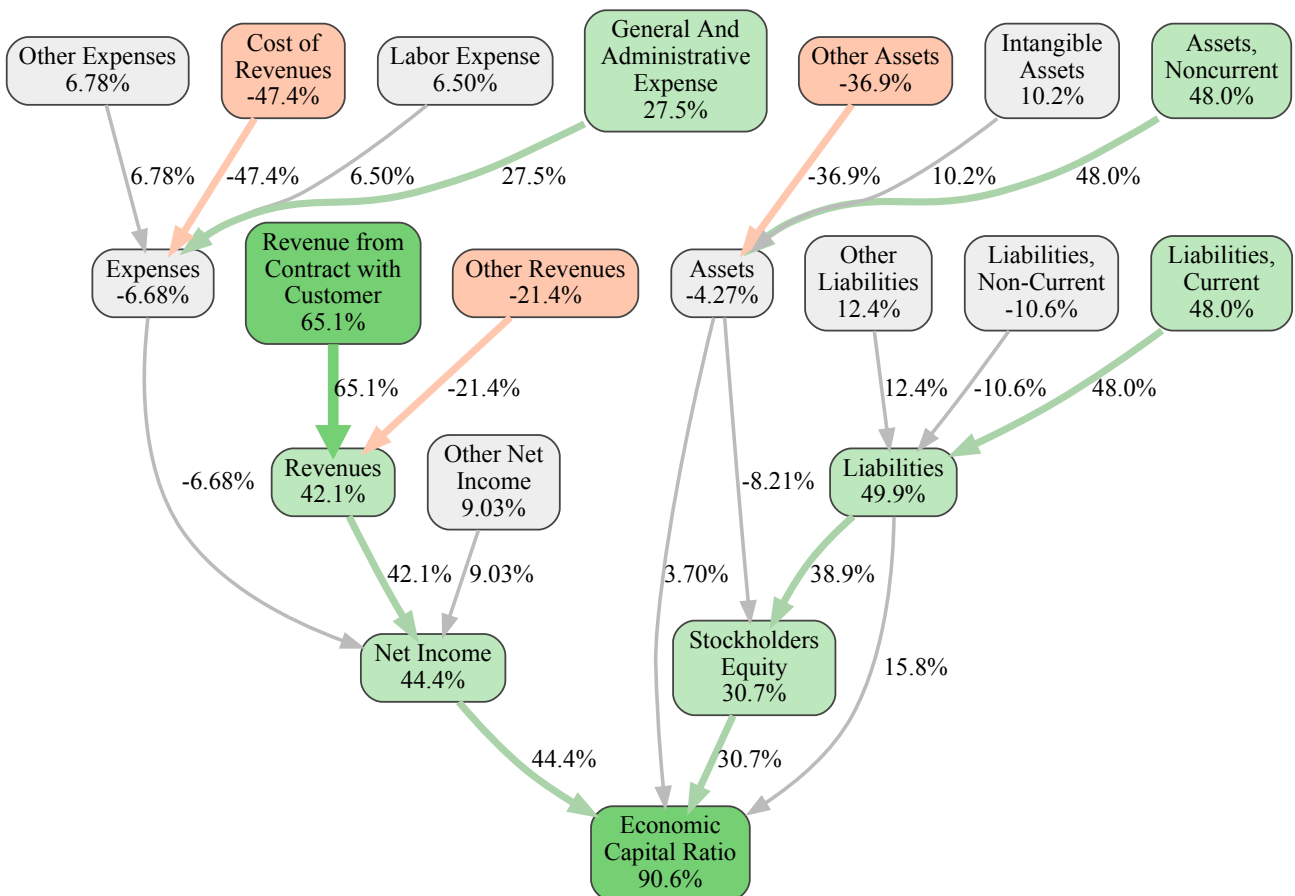 Other Expenses
6.78%
Cost of
Revenues
-47.4%
Labor Expense
6.50%
General And
Administrative
Expense
27.5%
Other Assets
-36.9%
Intangible
Assets
10.2%
Assets,
Noncurrent
48.0%
6.78%
-47.4%
6.50%
27.5%
-36.9%
10.2%
48.0%
Expenses
-6.68%
Revenue from
Contract with
Customer
65.1%
Other Revenues
-21.4%
Assets
-4.27%
Other
Liabilities
12.4%
Liabilities,
Non-Current
-10.6%
Liabilities,
Current
48.0%
65.1%
-21.4%
12.4%
-10.6%
48.0%
-6.68%
Revenues
42.1%
Other Net
Income
9.03%
-8.21%
Liabilities
49.9%
42.1%
9.03%
3.70%
38.9%
Net Income
44.4%
Stockholders
Equity
30.7%
15.8%
44.4%
30.7%
Economic
Capital Ratio
90.6%